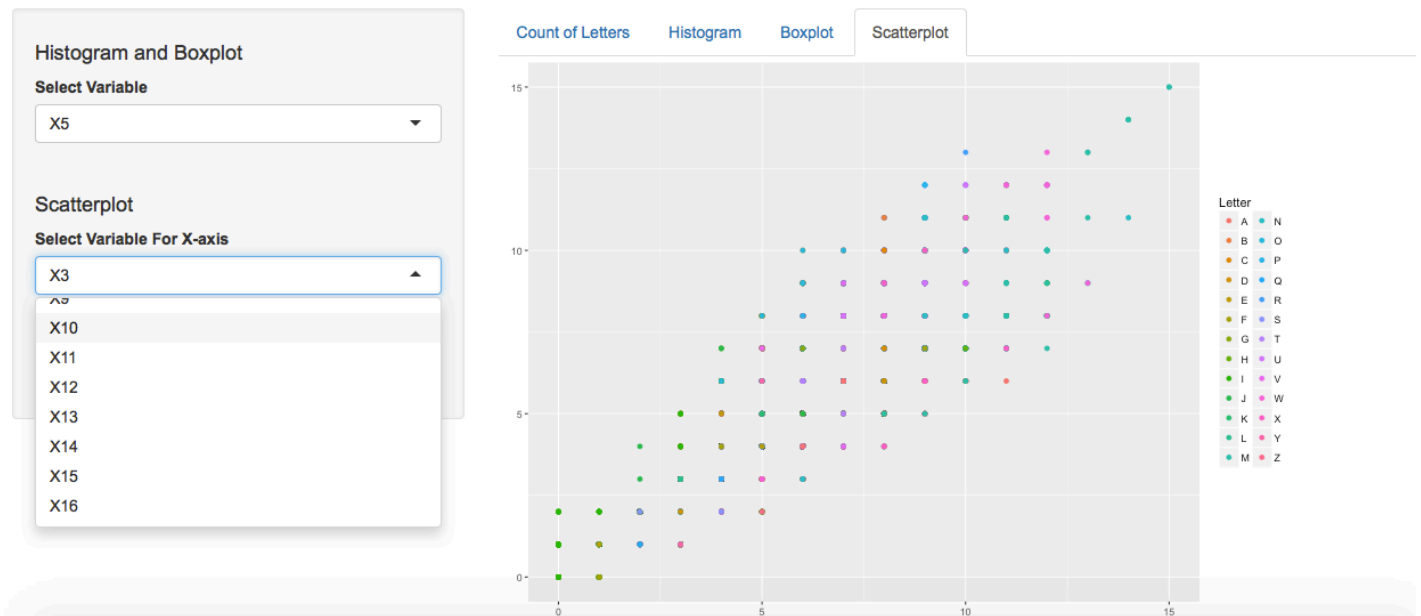 Histogram and Boxplot
Select Variable
X5
Scatterplot
Select Variable For X-axis
X3
X9
X10
X11
X12
X13
X14
X15
X16
Count of Letters Histogram Boxplot Scatterplot
15
10
5
0
0 5 10 15
Letter
A N
B O
C P
D Q
E R
F S
G T
H U
I V
J W
K X
L Y
M Z